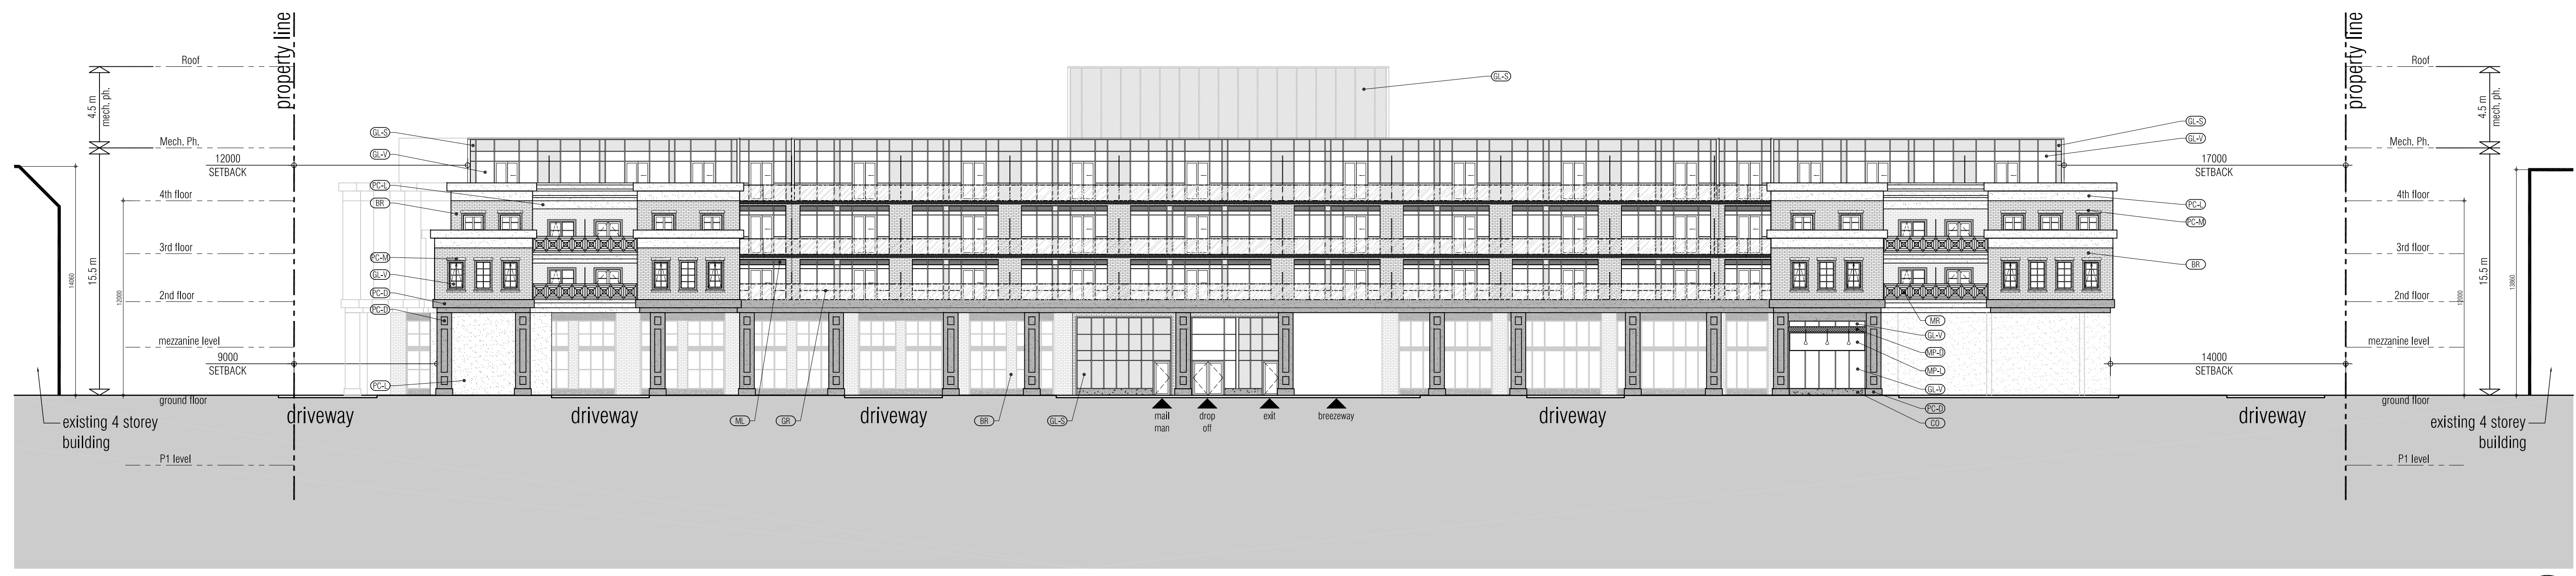 property line
property line
Roof
Roof
4.5 m
mech. ph.
GL-S
4.5 m
mech. ph.
GL-S
GL-S
Mech. Ph.
Mech. Ph.
GL-V
GL-V
12000
SETBACK
17000
SETBACK
PC-L
4th floor
BR
4th floor
PC-L
PC-M
3rd floor
3rd floor
PC-M
BR
15.5 m
14060
12000
GL-V
15.5 m
13860
12000
2nd floor
PC-D
2nd floor
PC-D
MR
GL-V
mezzanine level
mezzanine level
MP-D
9000
SETBACK
14000
SETBACK
MP-L
PC-L
GL-V
ground floor
ground floor
PC-D
CO
existing 4 storey
building
driveway
driveway
ML
GR
driveway
BR
GL-S
mail
man
drop
off
exit
breezeway
driveway
driveway
existing 4 storey
building
P1 level
P1 level